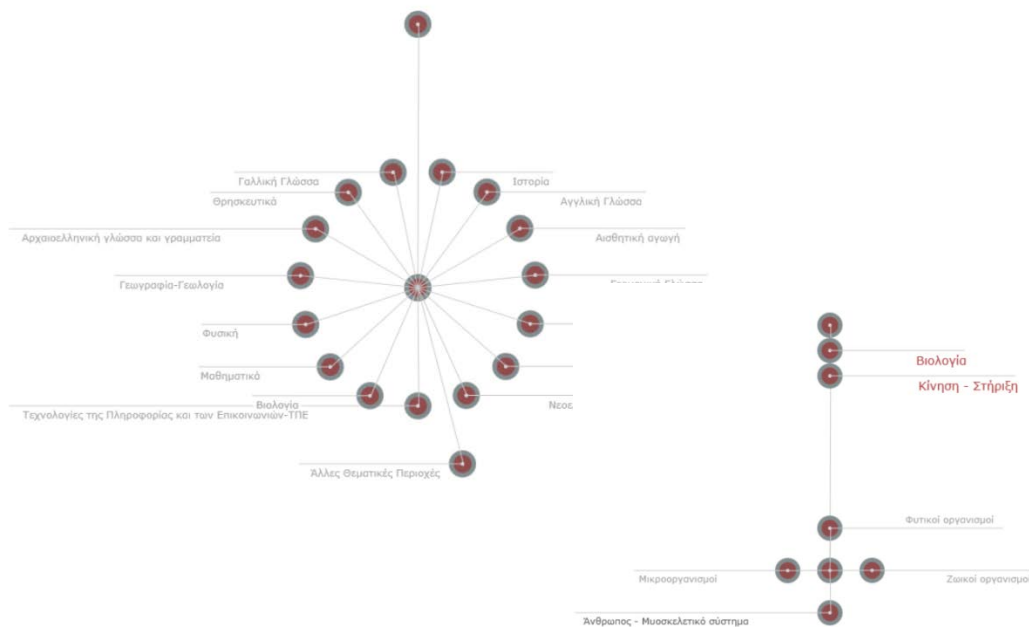 Γαλλική Γλώσσα
Ιστορία
Θρησκευτικά
Αγγλική Γλώσσα
Αρχαιοελληνική γλώσσα και γραμματεία
Αισθητική αγωγή
Γεωγραφία-Γεωλογία
Φυσική
Μαθηματικά
Βιολογία
Νεοε
Τεχνολογίες της Πληροφορίας και των Επικοινωνιών-ΤΠΕ
Άλλες Θεματικές Περιοχές
Βιολογία
Κίνηση - Στήριξη
Φυτικοί οργανισμοί
Μικροοργανισμοί
Ζωικοί οργανισμοί
Άνθρωπος - Μυοσκελετικό σύστημα